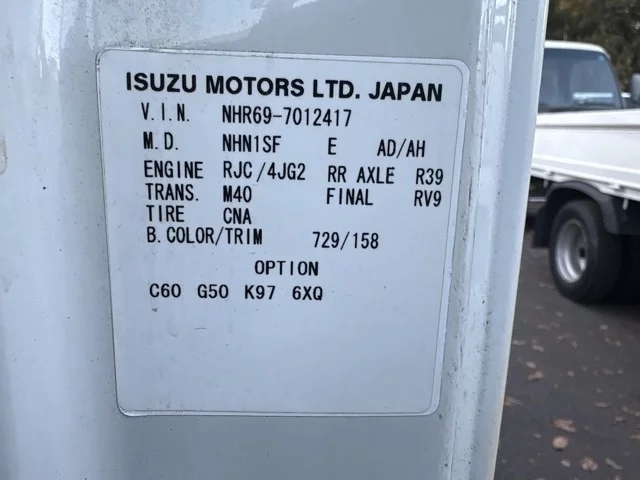 ISUZU MOTORS LTD. JAPAN
V.I.N. NHR69-7012417
M.D. NHN1SF E AD/AH
ENGINE RJC/4JG2 RR AXLE R39
TRANS. M40 FINAL RV9
TIRE CNA
B.COLOR/TRIM 729/158
OPTION
C60 G50 K97 6XQ